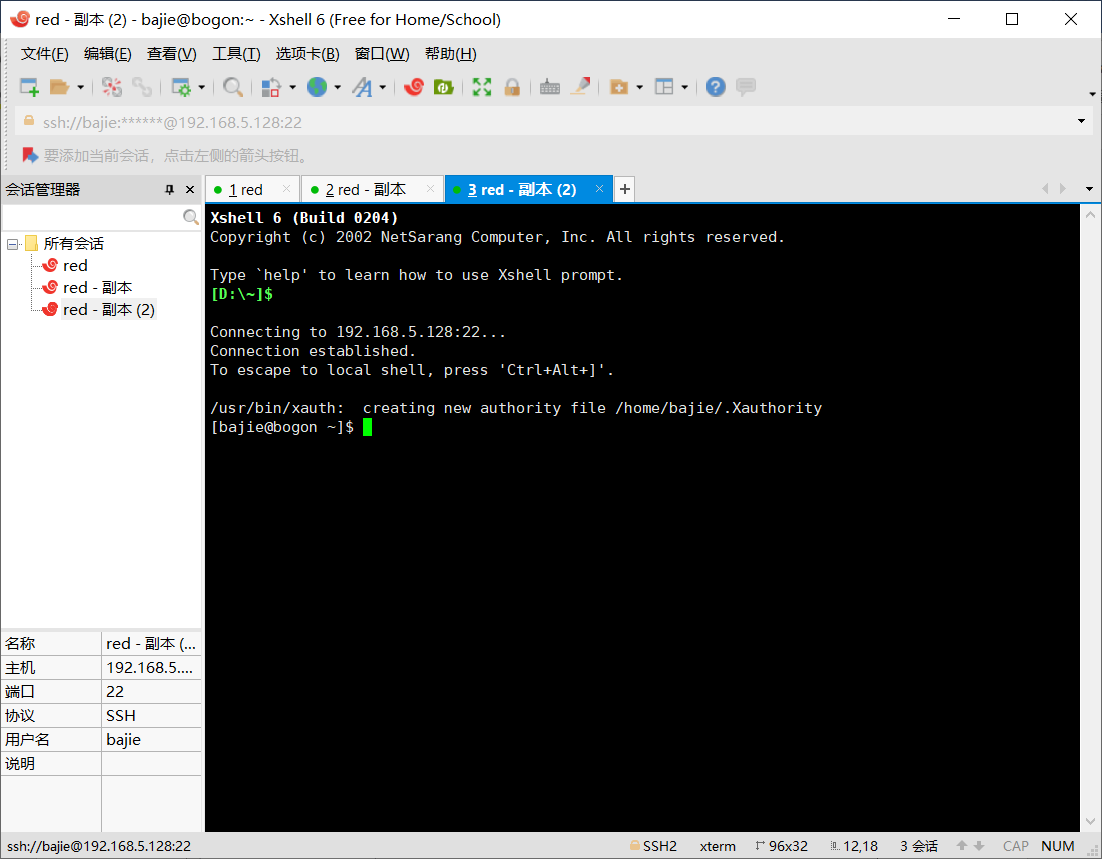 red - 副本 (2) - bajie@bogon:~ - Xshell 6 (Free for Home/School)
文件(F) 编辑(E) 查看(V) 工具(T) 选项卡(B) 窗口(W) 帮助(H)
ssh://bajie:******@192.168.5.128:22
要添加当前会话，点击左侧的箭头按钮。
会话管理器
1 red
2 red - 副本
3 red - 副本 (2)
所有会话
red
red - 副本
red - 副本 (2)
Xshell 6 (Build 0204)
Copyright (c) 2002 NetSarang Computer, Inc. All rights reserved.
Type `help' to learn how to use Xshell prompt.
[D:\~]$
Connecting to 192.168.5.128:22...
Connection established.
To escape to local shell, press 'Ctrl+Alt+]'.
/usr/bin/xauth:  creating new authority file /home/bajie/.Xauthority
[bajie@bogon ~]$
名称 red - 副本 (...
主机 192.168.5....
端口 22
协议 SSH
用户名 bajie
说明
ssh://bajie@192.168.5.128:22 SSH2 xterm 96x32 12,18 3 会话 CAP NUM